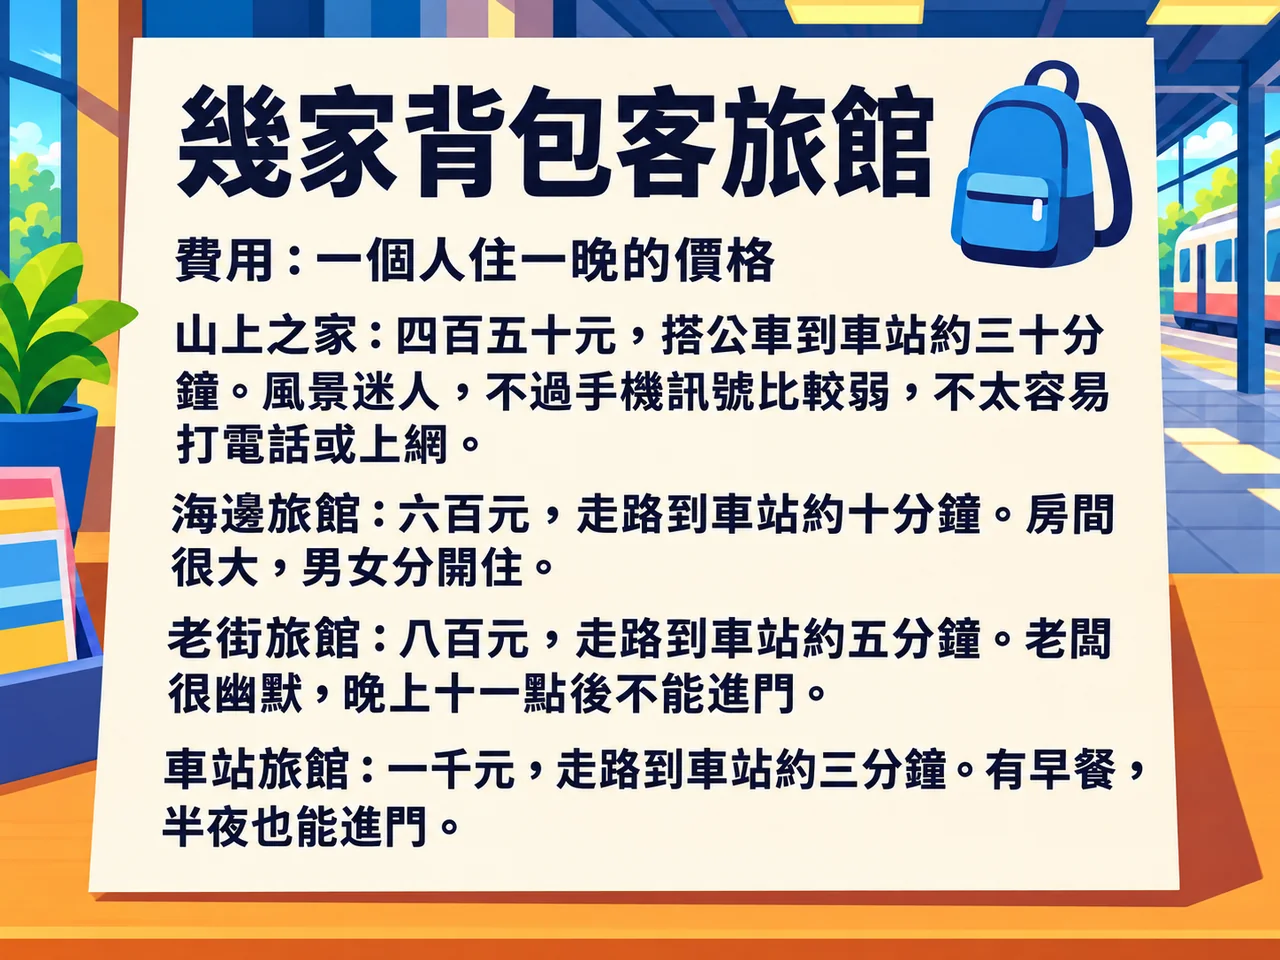 幾家背包客旅館
費用：一個人住一晚的價格
山上之家：四百五十元，搭公車到車站約三十分
鐘。風景迷人，不過手機訊號比較弱，不太容易
打電話或上網。
海邊旅館：六百元，走路到車站約十分鐘。房間
很大，男女分開住。
老街旅館：八百元，走路到車站約五分鐘。老闆
很幽默，晚上十一點後不能進門。
車站旅館：一千元，走路到車站約三分鐘。有早餐，
半夜也能進門。